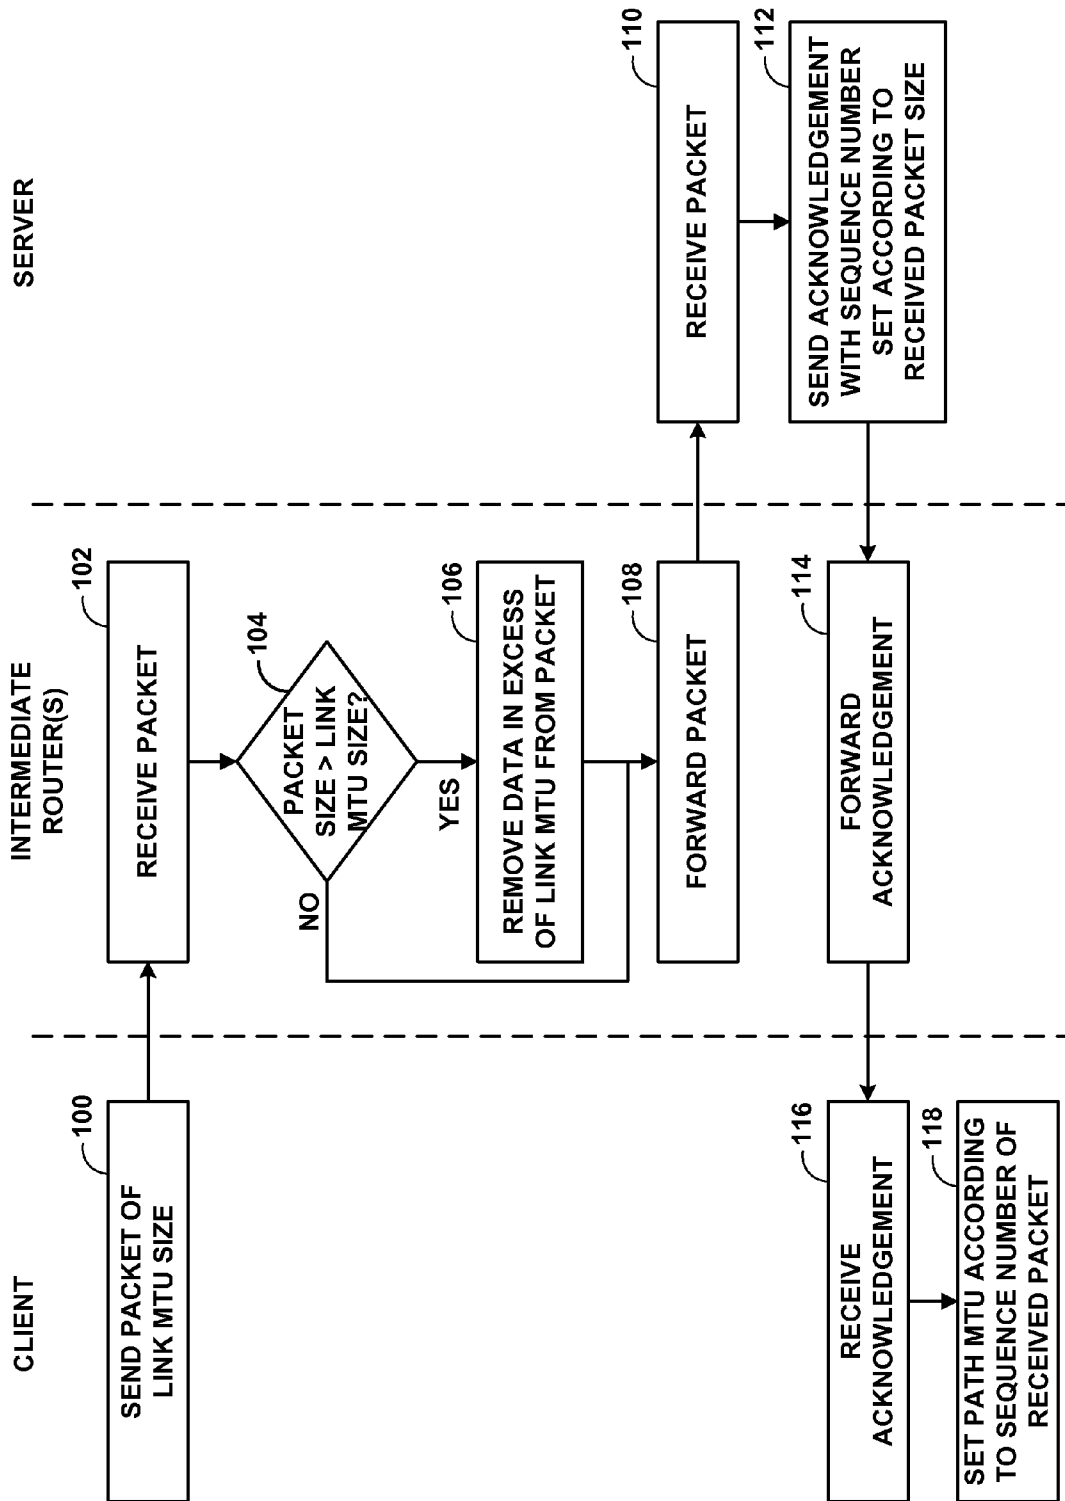 CLIENT
INTERMEDIATE
ROUTER(S)
SERVER
100
SEND PACKET OF
LINK MTU SIZE
102
RECEIVE PACKET
104
PACKET
SIZE > LINK
MTU SIZE?
NO
YES
106
REMOVE DATA IN EXCESS
OF LINK MTU FROM PACKET
108
FORWARD PACKET
110
RECEIVE PACKET
112
SEND ACKNOWLEDGEMENT
WITH SEQUENCE NUMBER
SET ACCORDING TO
RECEIVED PACKET SIZE
114
FORWARD
ACKNOWLEDGEMENT
116
RECEIVE
ACKNOWLEDGEMENT
118
SET PATH MTU ACCORDING
TO SEQUENCE NUMBER OF
RECEIVED PACKET